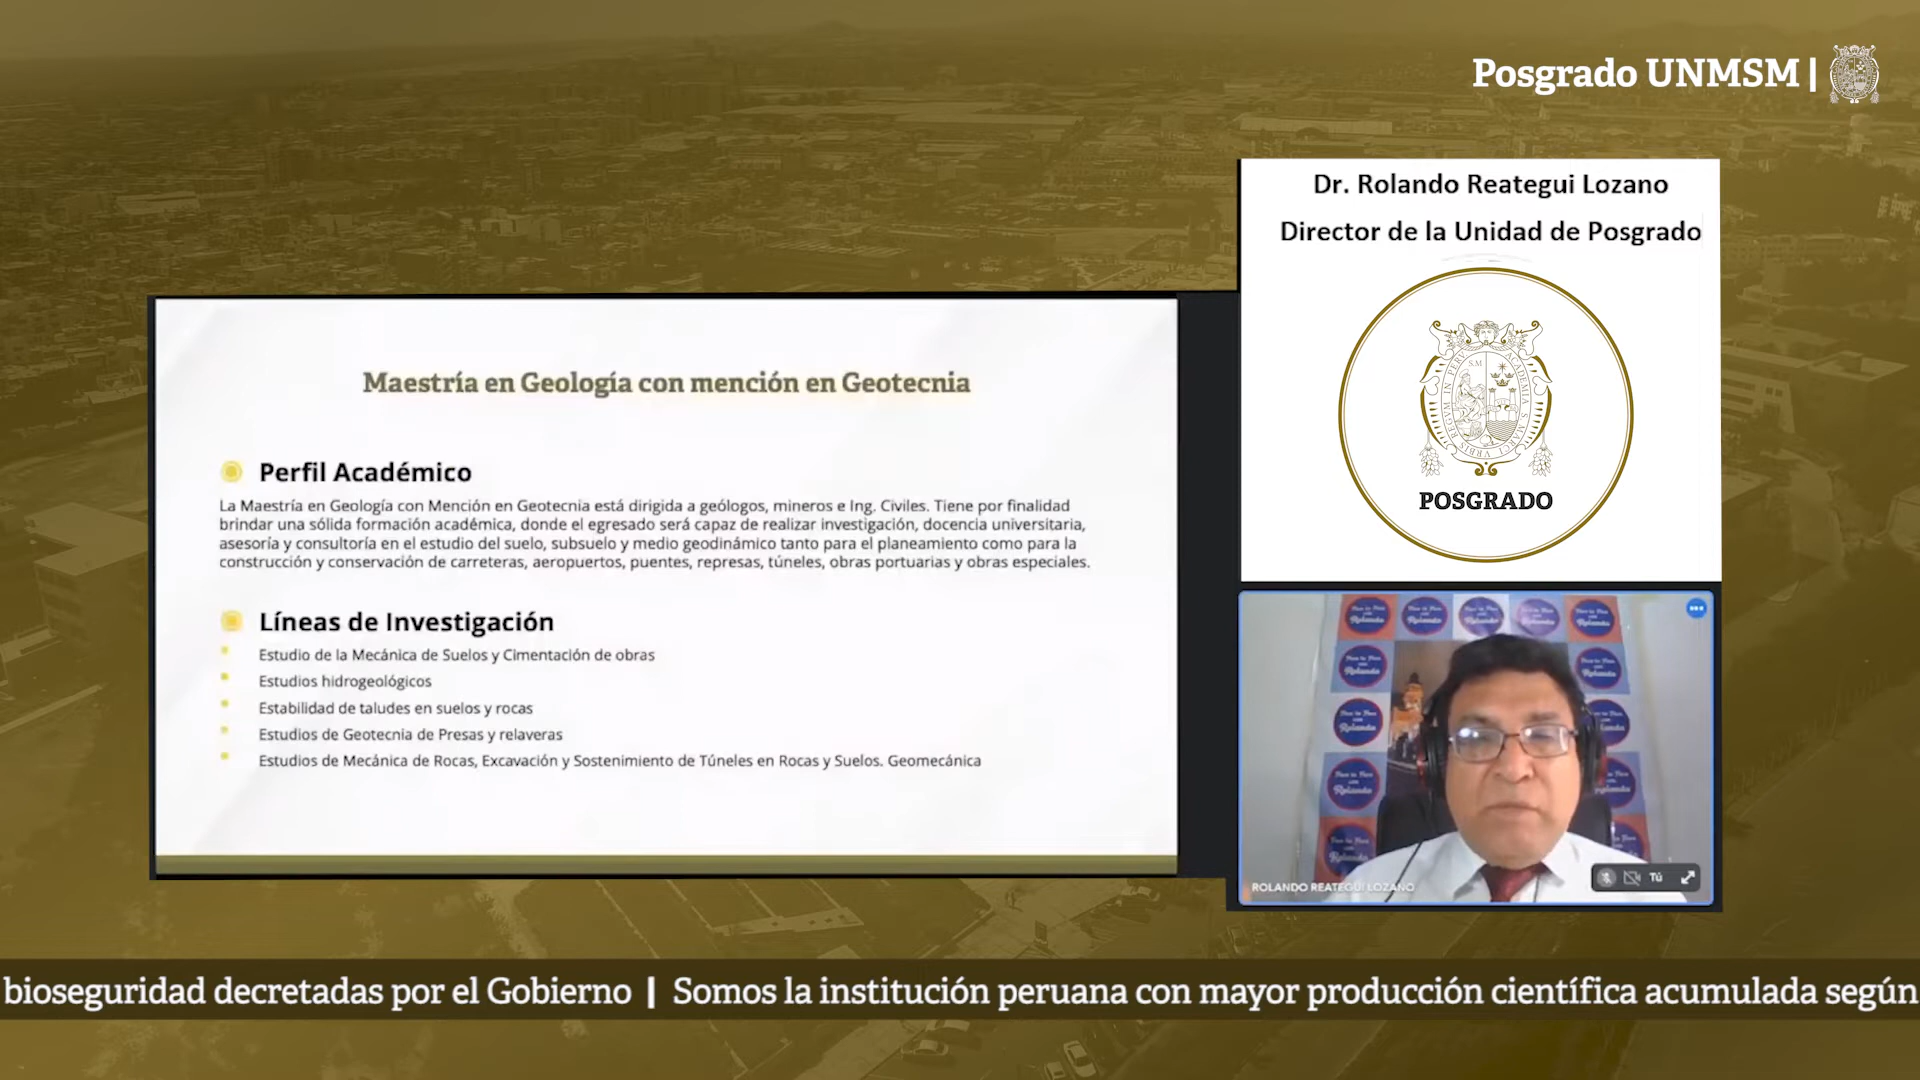 Posgrado UNMSM |
Dr. Rolando Reategui Lozano
Director de la Unidad de Posgrado
POSGRADO
Maestría en Geología con mención en Geotecnia
Perfil Académico
La Maestría en Geología con Mención en Geotecnia está dirigida a geólogos, mineros e Ing. Civiles. Tiene por finalidad
brindar una sólida formación académica, donde el egresado será capaz de realizar investigación, docencia universitaria,
asesoría y consultoría en el estudio del suelo, subsuelo y medio geodinámico tanto para el planeamiento como para la
construcción y conservación de carreteras, aeropuertos, puentes, represas, túneles, obras portuarias y obras especiales.
Líneas de Investigación
Estudio de la Mecánica de Suelos y Cimentación de obras
Estudios hidrogeológicos
Estabilidad de taludes en suelos y rocas
Estudios de Geotecnia de Presas y relaveras
Estudios de Mecánica de Rocas, Excavación y Sostenimiento de Túneles en Rocas y Suelos. Geomecánica
Rolando
ROLANDO REATEGUI LOZANO
Tú
bioseguridad decretadas por el Gobierno | Somos la institución peruana con mayor producción científica acumulada según